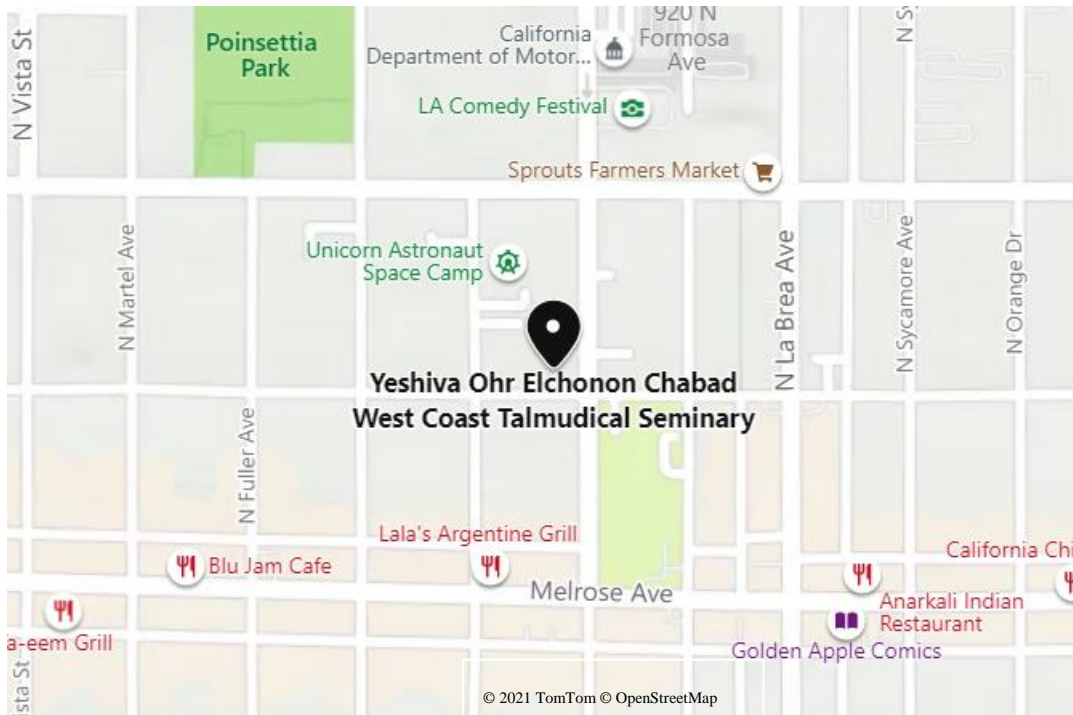 920 N
Formosa
Ave
California
Department of Motor...
Poinsettia
Park
N Vista St
LA Comedy Festival
Sprouts Farmers Market
Unicorn Astronaut
Space Camp
N Martel Ave
N La Brea Ave
N Sycamore Ave
N Orange Dr
Yeshiva Ohr Elchonon Chabad
West Coast Talmudical Seminary
N Fuller Ave
Lala's Argentine Grill
Blu Jam Cafe
California Chi
Melrose Ave
Anarkali Indian
Restaurant
a-eem Grill
Golden Apple Comics
ista St
© 2021 TomTom © OpenStreetMap